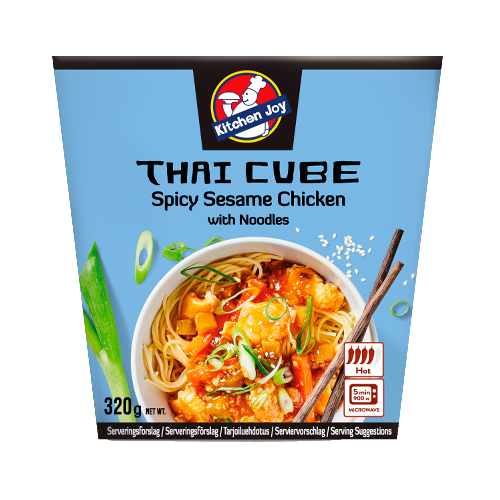 Kitchen Joy
THAI CUBE
Spicy Sesame Chicken
with Noodles
Hot
5 min
900 w
MICROWAVE
320g NET WT.
Serveringsforslag / Serveringsförslag / Tarjoiluehdotus / Serviervorschlag / Serving Suggestions